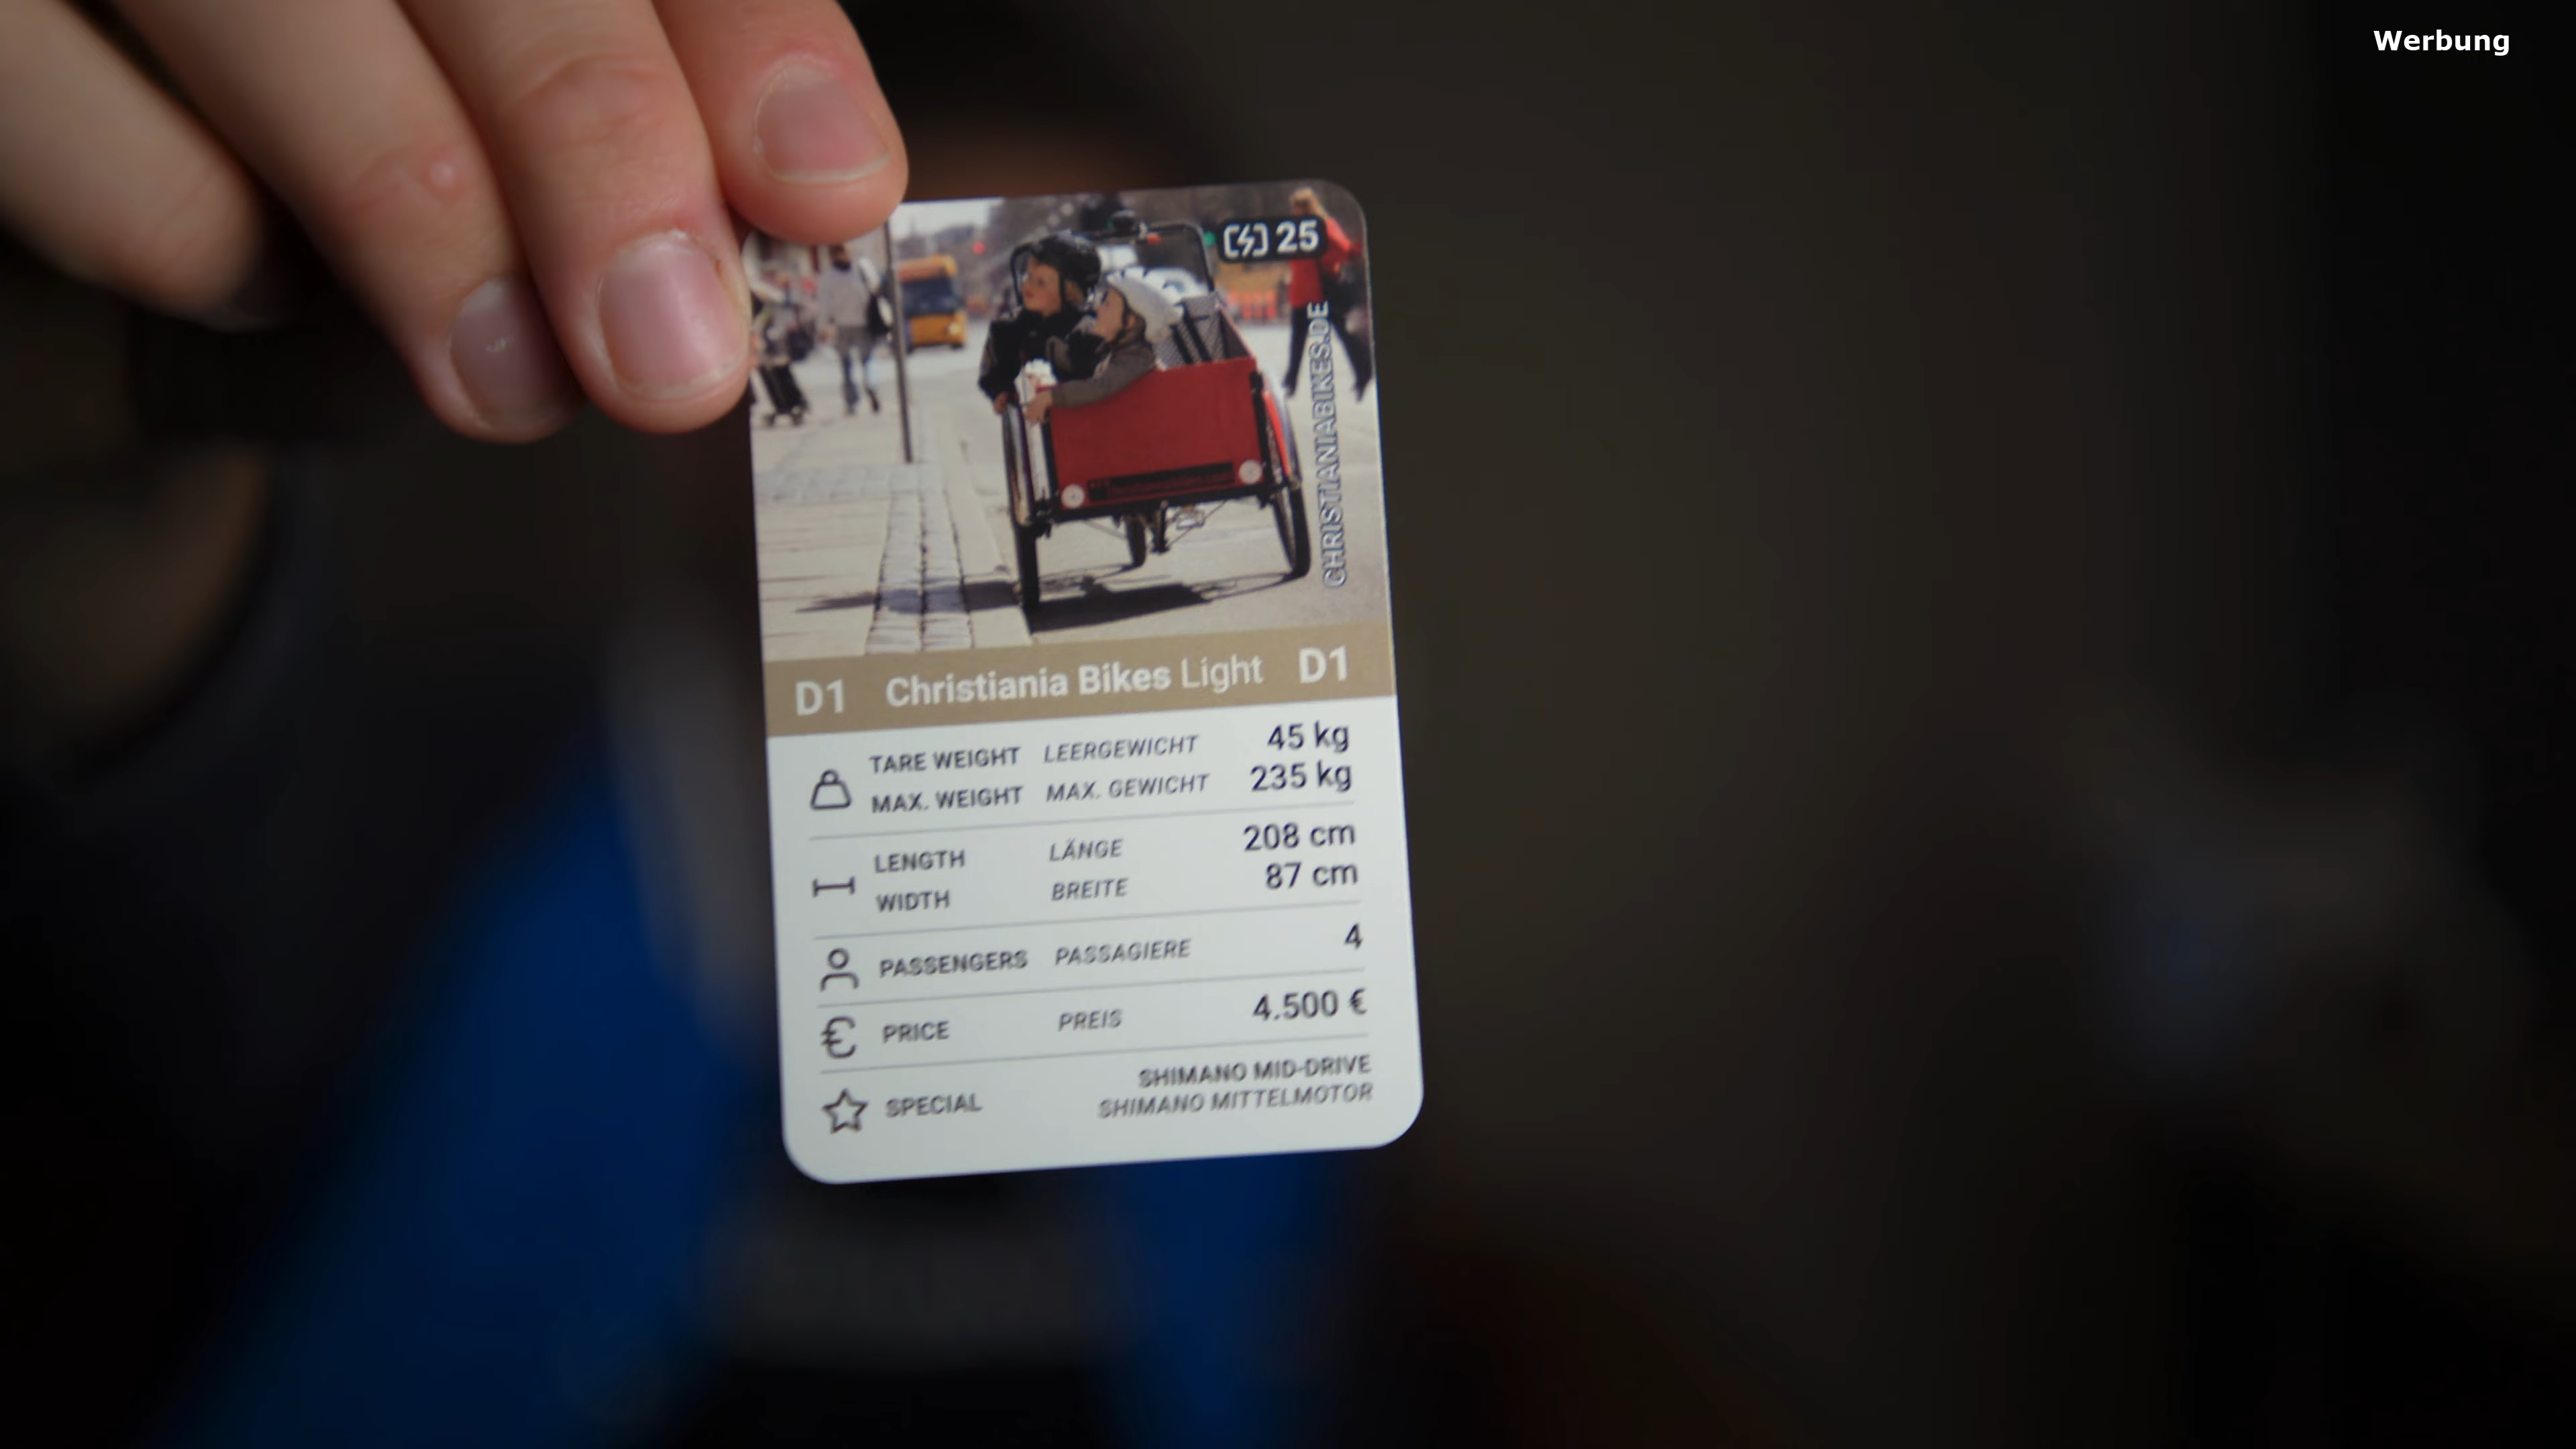 Werbung
25
CHRISTIANIABIKES.DE
D1 Christiania Bikes Light D1
TARE WEIGHT LEERGEWICHT 45 kg
MAX. WEIGHT MAX. GEWICHT 235 kg
LENGTH LÄNGE 208 cm
WIDTH BREITE 87 cm
PASSENGERS PASSAGIERE 4
€ PRICE PREIS 4.500 €
SPECIAL SHIMANO MID-DRIVE
SHIMANO MITTELMOTOR